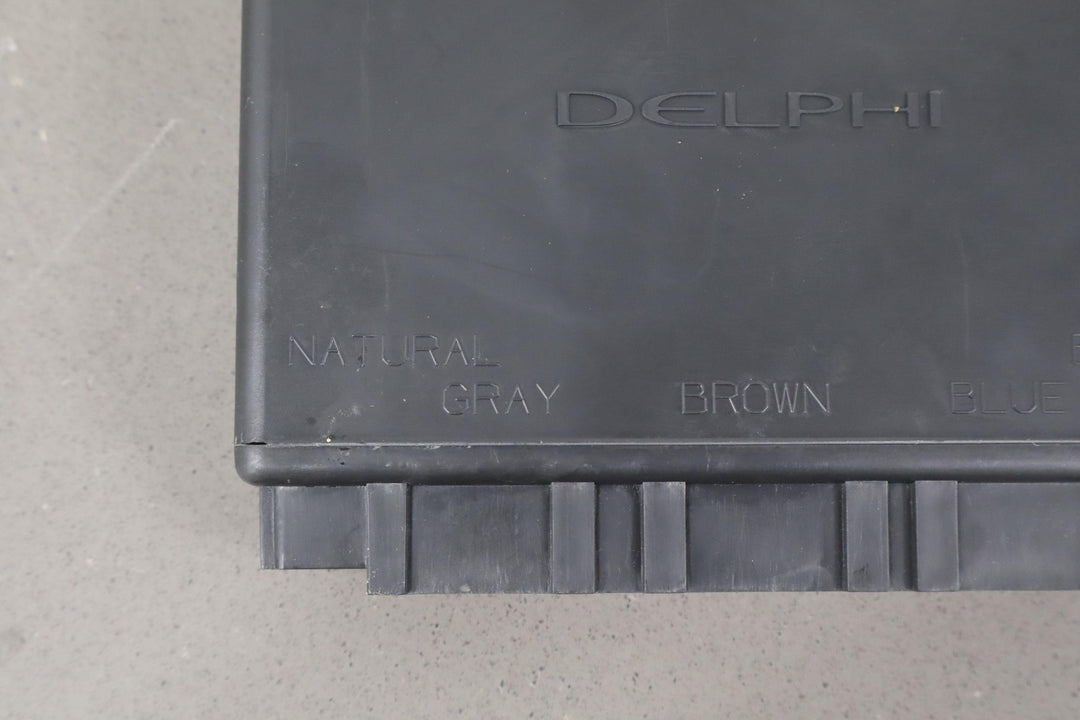 DELPHI
NATURAL
GRAY BROWN BLUE